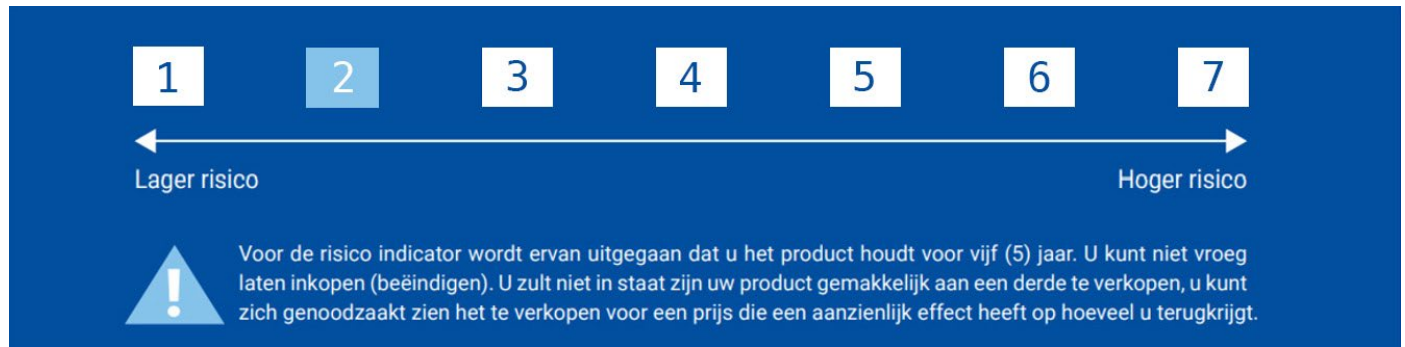 1 2 3 4 5 6 7
Lager risico Hoger risico
Voor de risico indicator wordt ervan uitgegaan dat u het product houdt voor vijf (5) jaar. U kunt niet vroeg
laten inkopen (beëindigen). U zult niet in staat zijn uw product gemakkelijk aan een derde te verkopen, u kunt
zich genoodzaakt zien het te verkopen voor een prijs die een aanzienlijk effect heeft op hoeveel u terugkrijgt.